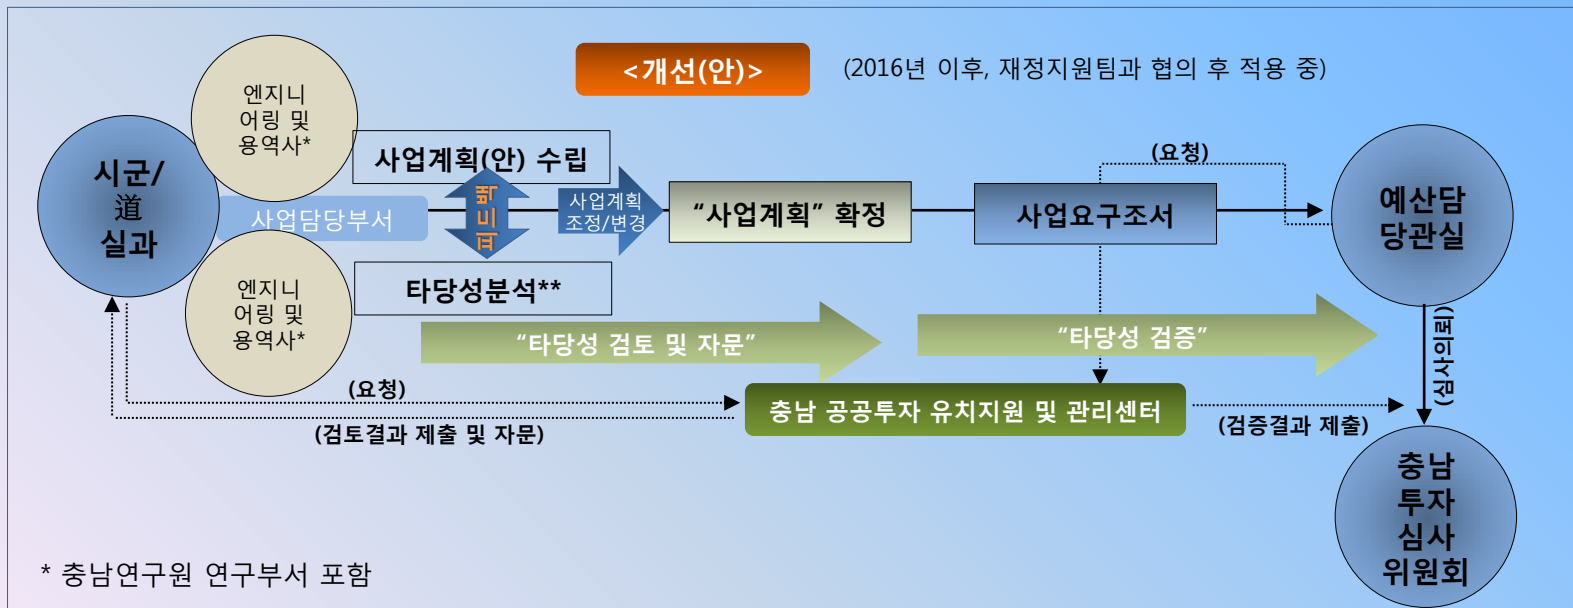 <개선(안)>
(2016년 이후, 재정지원팀과 협의 후 적용 중)
엔지니
어링 및
용역사*
시군/
道
실과
사업담당부서
엔지니
어링 및
용역사*
사업계획(안) 수립
피드백
타당성분석**
사업계획
조정/변경
“사업계획” 확정
사업요구조서
(요청)
예산담
당관실
“타당성 검토 및 자문”
“타당성 검증”
(심사의뢰)
(요청)
(검토결과 제출 및 자문)
충남 공공투자 유치지원 및 관리센터
(검증결과 제출)
충남
투자
심사
위원회
* 충남연구원 연구부서 포함